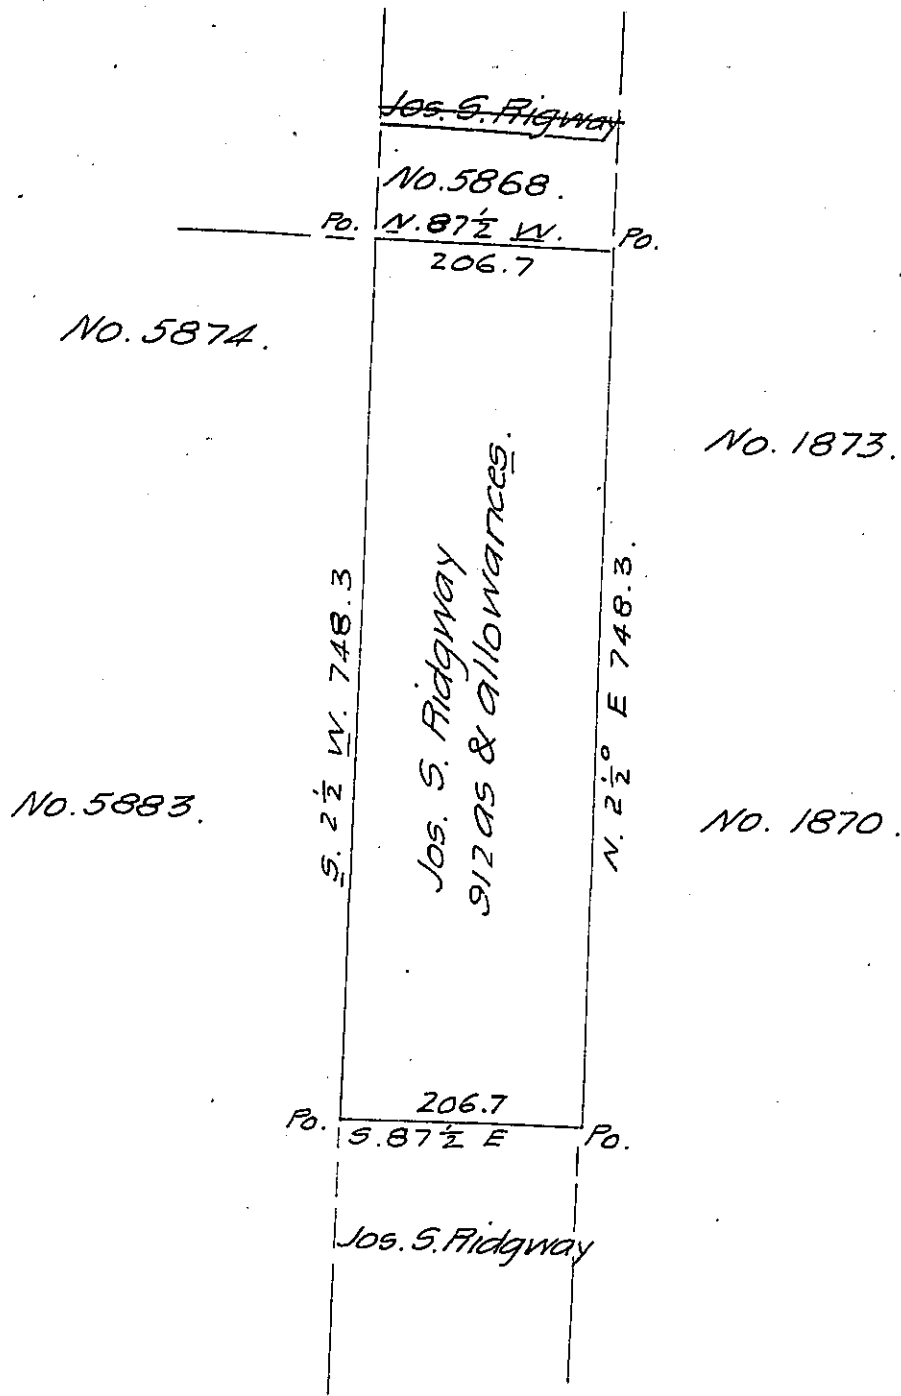 Jos. S. Rigway
No. 5868.
Po. N. 87½ W. Po.
206.7
No. 5874.
No. 1873.
Jos. S. Ridgway
912 as & allowances.
S. 2½ W. 748.3
N. 2½° E 748.3.
No. 5883.
No. 1870.
206.7
Po. S. 87½ E Po.
Jos. S. Ridgway